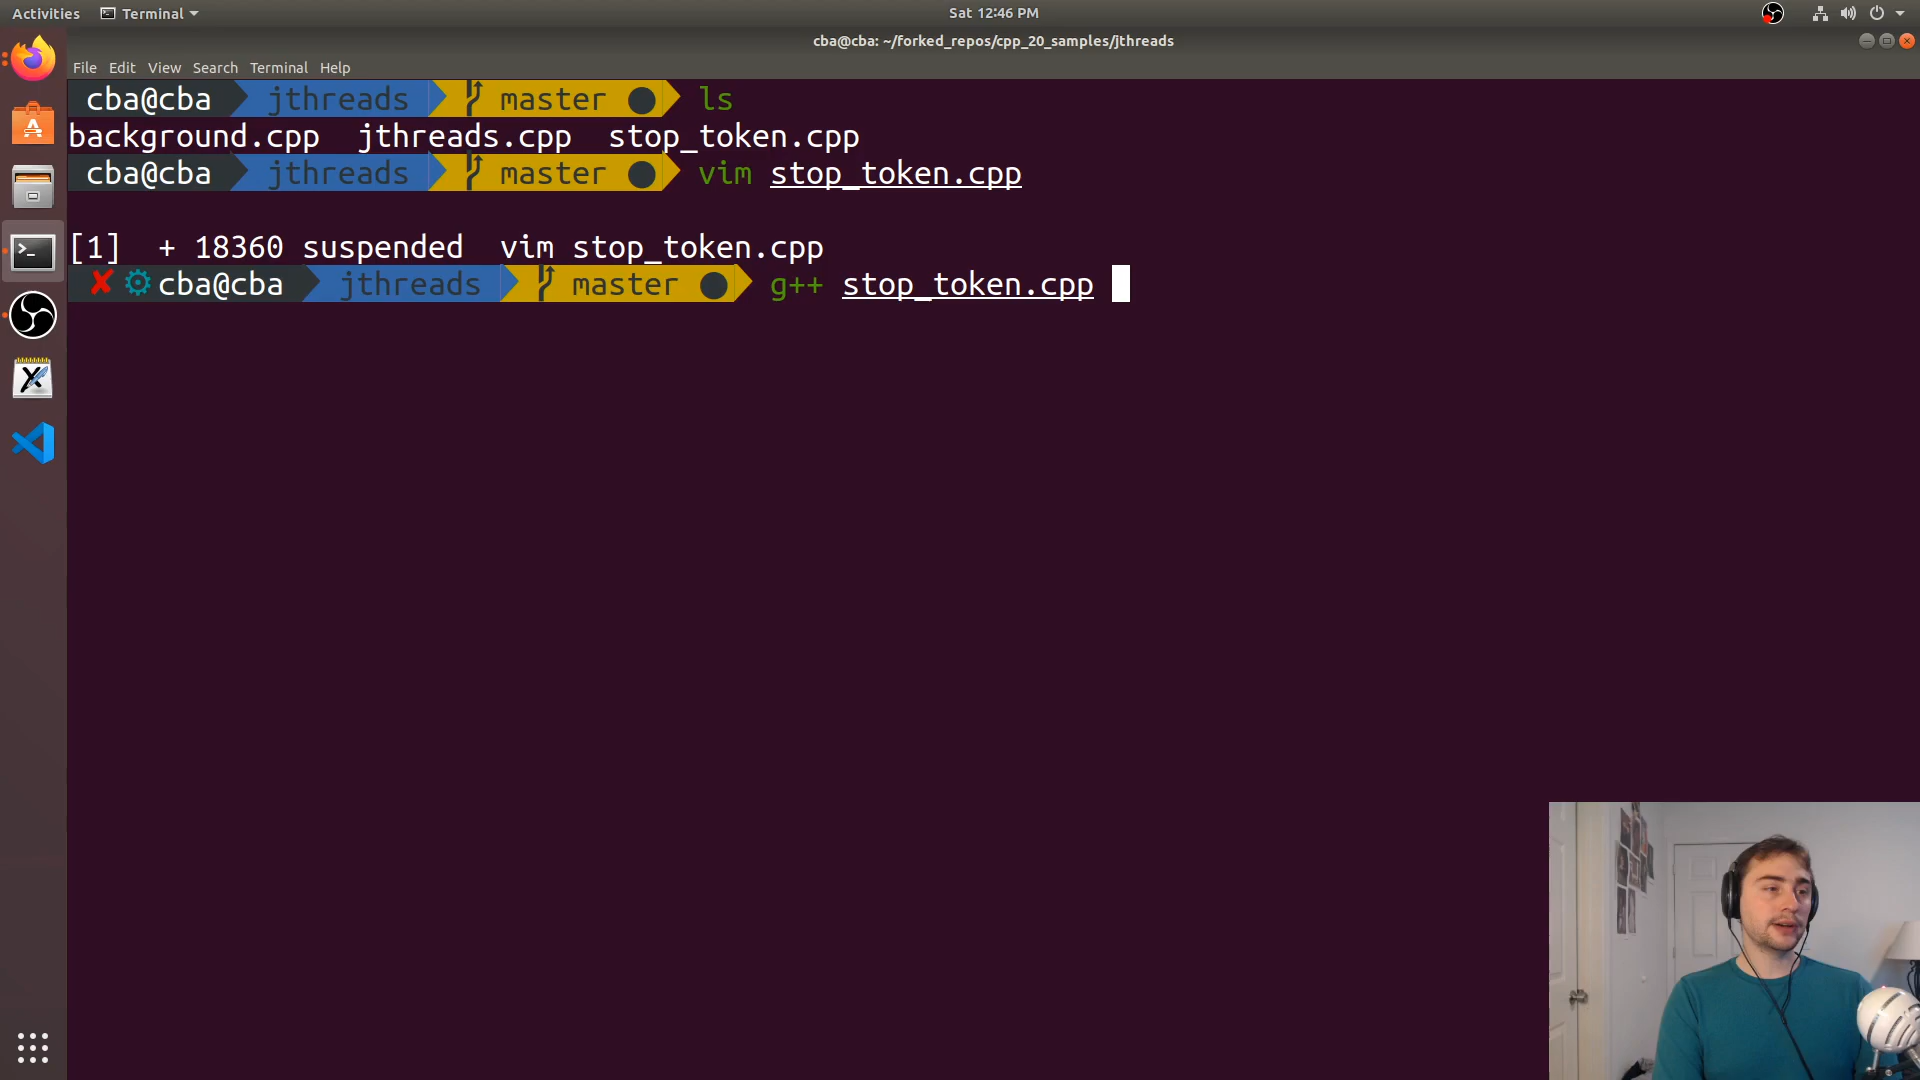 Activities Terminal Sat 12:46 PM
cba@cba: ~/forked_repos/cpp_20_samples/jthreads
File Edit View Search Terminal Help
cba@cba jthreads master ls
background.cpp jthreads.cpp stop_token.cpp
cba@cba jthreads master vim stop_token.cpp
[1] + 18360 suspended vim stop_token.cpp
✘ ⚙ cba@cba jthreads master g++ stop_token.cpp